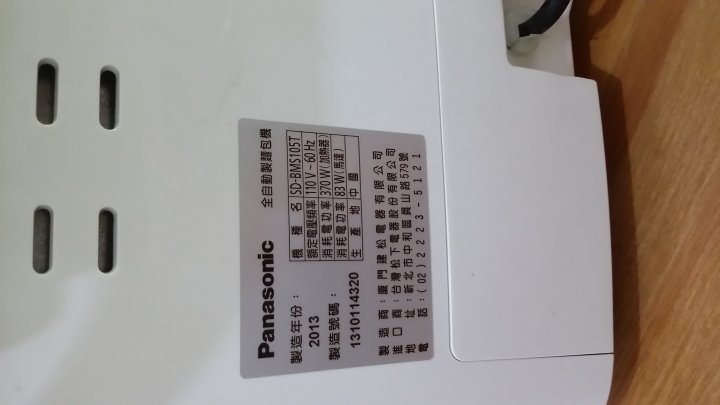 Panasonic 全自動製麵包機
製造年份：
2013
製造號碼：
1310114320
機種名 SD-BMS105T
額定電壓頻率 110 V ~ 60 Hz
消耗電功率 370 W (加熱器)
消耗電功率 83 W (馬達)
生產地 中國
製造商：廈門建松電器有限公司
進口商：台灣松下電器股份有限公司
地址：新北市中和區員山路579號
電話：(02)2223-5121